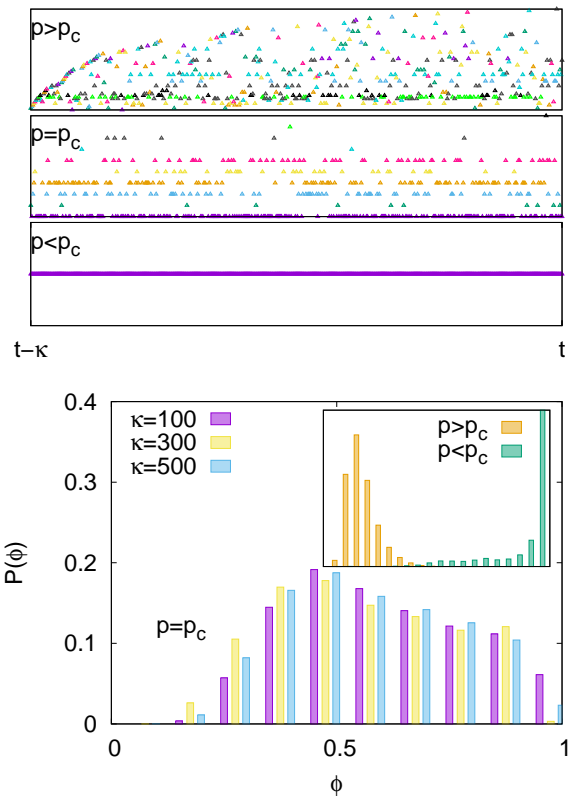 p>p_c
p=p_c
p<p_c
t−κ t
0.4
0.3
0.2
0.1
0
P(ϕ)
κ=100
κ=300
κ=500
p>p_c
p<p_c
p=p_c
0 0.5 1
ϕ